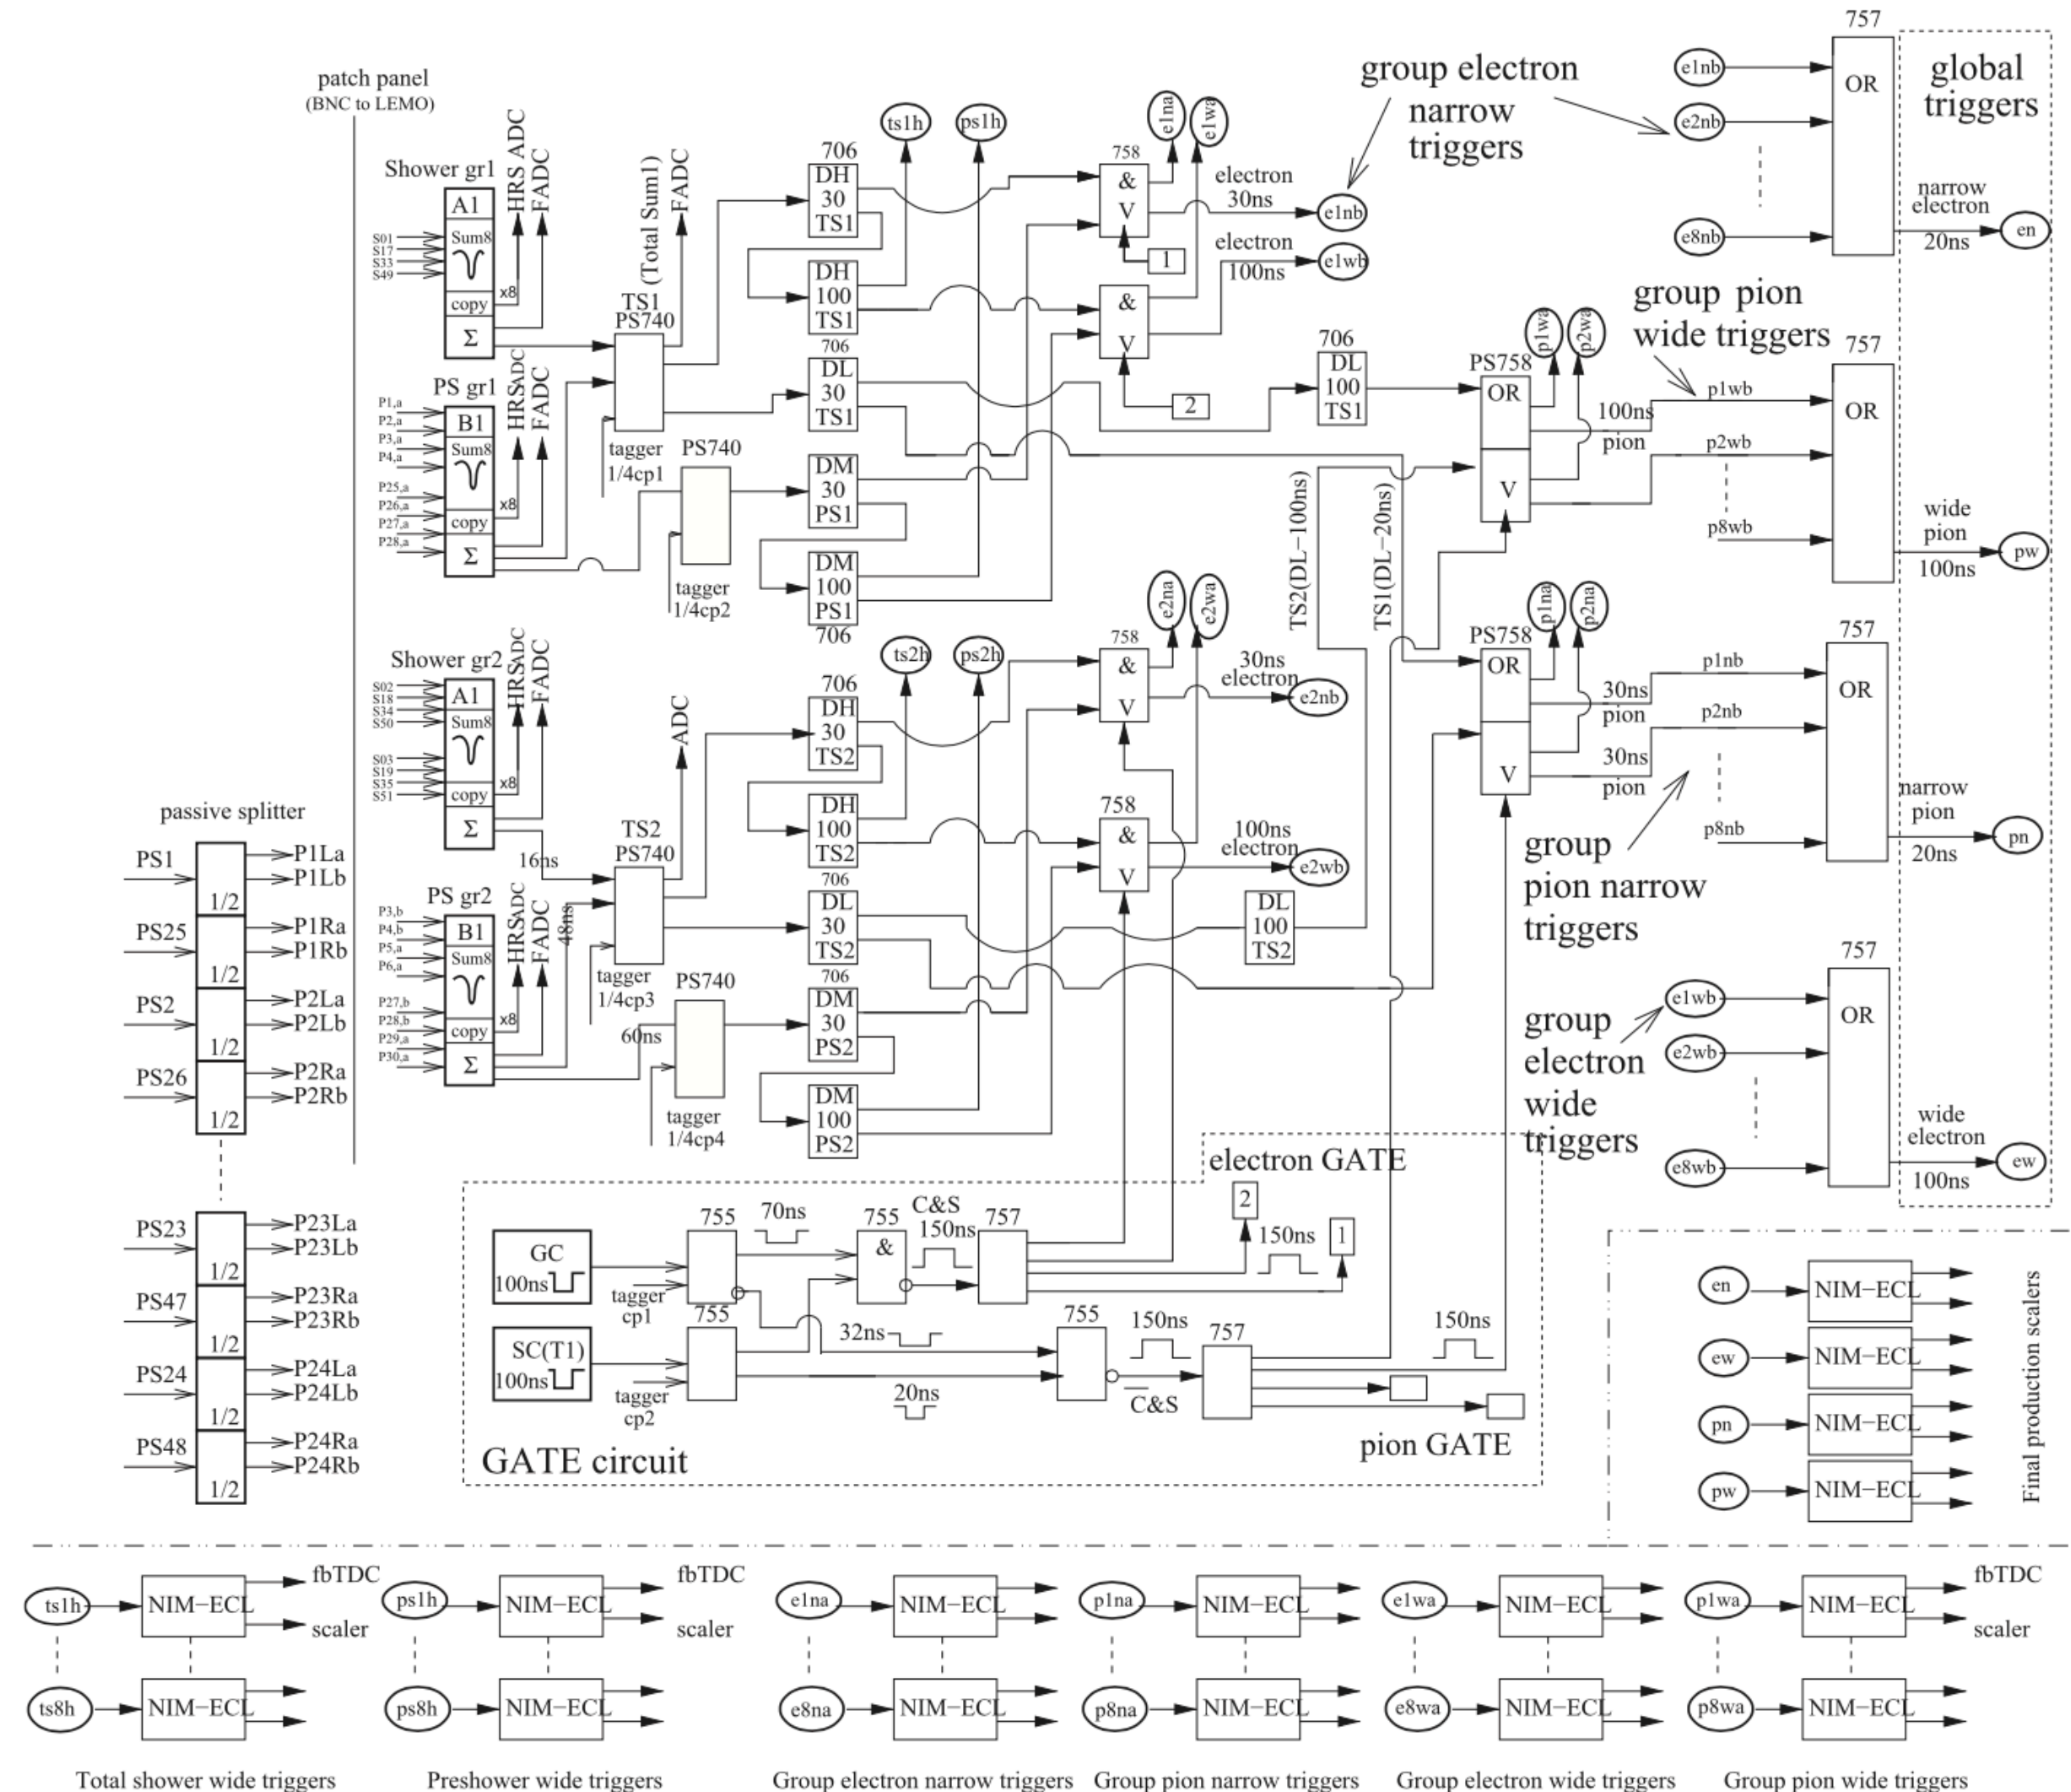 patch panel
(BNC to LEMO)
Shower gr1
A1
Sum8
copy
Σ
x8
S01
S17
S33
S49
HRS ADC
FADC
PS gr1
B1
Sum8
copy
Σ
x8
P1,a
P2,a
P3,a
P4,a
P25,a
P26,a
P27,a
P28,a
HRSADC
FADC
TS1
PS740
(Total Sum1)
FADC
tagger
1/4cp1
PS740
tagger
1/4cp2
706
DH
30
TS1
DH
100
TS1
706
DL
30
TS1
DM
30
PS1
DM
100
PS1
706
ts1h
ps1h
e1na
e1wa
758
&
V
1
&
V
2
electron
30ns
e1nb
electron
100ns
e1wb
group electron
narrow
triggers
706
DL
100
TS1
TS2(DL−100ns)
TS1(DL−20ns)
PS758
OR
V
p1wa
p2wa
100ns
pion
group pion
wide triggers
p1wb
p2wb
p8wb
757
OR
e1nb
e2nb
e8nb
global
triggers
narrow
electron
20ns
en
757
OR
wide
pion
100ns
pw
Shower gr2
A1
Sum8
copy
Σ
x8
S02
S18
S34
S50
S03
S19
S35
S51
HRSADC
FADC
16ns
PS gr2
B1
Sum8
copy
Σ
x8
P3,b
P4,b
P5,a
P6,a
P27,b
P28,b
P29,a
P30,a
HRSADC
FADC
48ns
TS2
PS740
ADC
tagger
1/4cp3
60ns
PS740
tagger
1/4cp4
706
DH
30
TS2
DH
100
TS2
706
DL
30
TS2
706
DM
30
PS2
DM
100
PS2
ts2h
ps2h
e2na
e2wa
758
&
V
758
&
V
30ns
electron
e2nb
100ns
electron
e2wb
DL
100
TS2
PS758
OR
V
p1na
p2na
30ns
pion
30ns
pion
p1nb
p2nb
p8nb
group
pion narrow
triggers
757
OR
narrow
pion
20ns
pn
group
electron
wide
triggers
e1wb
e2wb
e8wb
757
OR
wide
electron
100ns
ew
passive splitter
PS1
1/2
P1La
P1Lb
PS25
1/2
P1Ra
P1Rb
PS2
1/2
P2La
P2Lb
PS26
1/2
P2Ra
P2Rb
PS23
1/2
P23La
P23Lb
PS47
1/2
P23Ra
P23Rb
PS24
1/2
P24La
P24Lb
PS48
1/2
P24Ra
P24Rb
electron GATE
GC
100ns
tagger
cp1
755
70ns
755
&
C&S
150ns
757
2
150ns
1
SC(T1)
100ns
tagger
cp2
755
32ns
20ns
755
150ns
C&S
757
150ns
pion GATE
GATE circuit
en
NIM−ECL
ew
NIM−ECL
pn
NIM−ECL
pw
NIM−ECL
Final production scalers
ts1h
NIM−ECL
fbTDC
scaler
ts8h
NIM−ECL
Total shower wide triggers
ps1h
NIM−ECL
fbTDC
scaler
ps8h
NIM−ECL
Preshower wide triggers
e1na
NIM−ECL
e8na
NIM−ECL
Group electron narrow triggers
p1na
NIM−ECL
p8na
NIM−ECL
Group pion narrow triggers
e1wa
NIM−ECL
e8wa
NIM−ECL
Group electron wide triggers
p1wa
NIM−ECL
fbTDC
scaler
p8wa
NIM−ECL
Group pion wide triggers